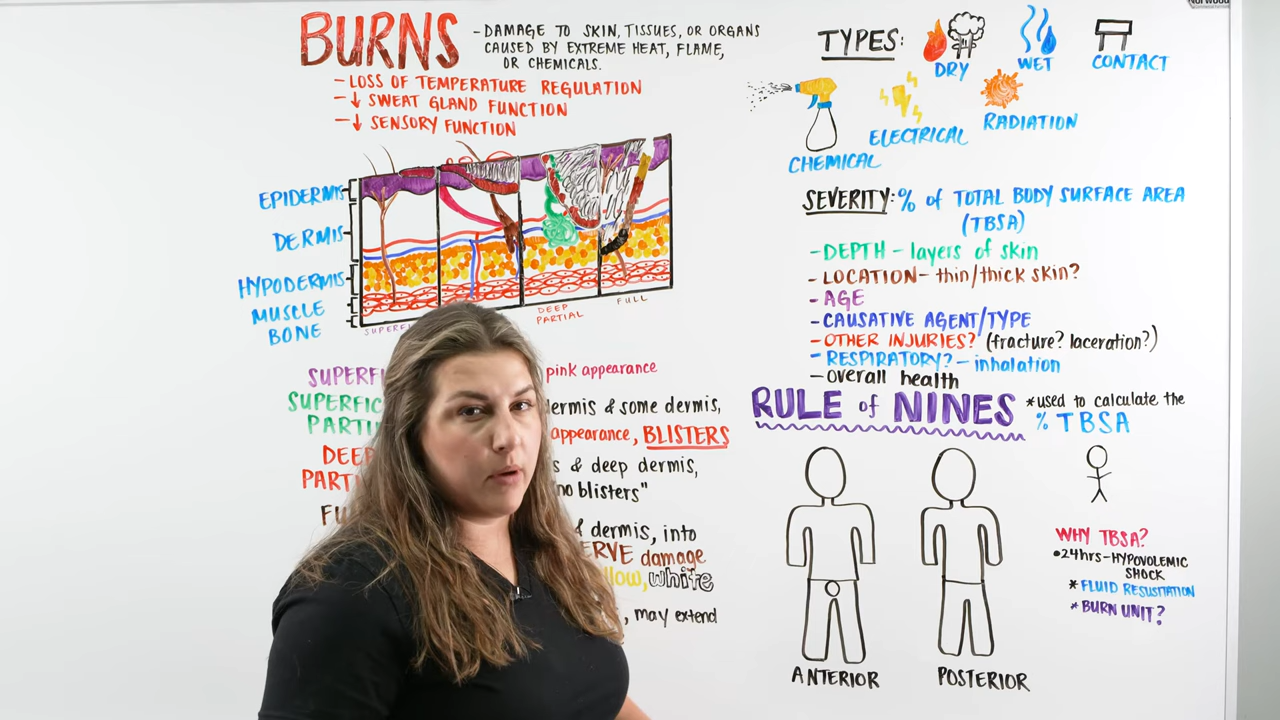 BURNS
- DAMAGE TO SKIN, TISSUES, OR ORGANS
CAUSED BY EXTREME HEAT, FLAME,
OR CHEMICALS.
- LOSS OF TEMPERATURE REGULATION
- ↓ SWEAT GLAND FUNCTION
- ↓ SENSORY FUNCTION
EPIDERMIS
DERMIS
HYPODERMIS
MUSCLE
BONE
DEEP
PARTIAL
FULL
pink appearance
& some dermis,
appearance, BLISTERS
& deep dermis,
no blisters"
& dermis, into
damage
white
, may extend
TYPES:
DRY
WET
CONTACT
CHEMICAL
ELECTRICAL
RADIATION
SEVERITY: % of TOTAL BODY SURFACE AREA
(TBSA)
- DEPTH - layers of skin
- LOCATION - thin/thick skin?
- AGE
- CAUSATIVE AGENT/TYPE
- OTHER INJURIES? (fracture? laceration?)
- RESPIRATORY? - inhalation
- overall health
RULE of NINES
*used to calculate the
% TBSA
ANTERIOR
POSTERIOR
WHY TBSA?
•24hrs-HYPOVOLEMIC
SHOCK
*FLUID RESUSITATION
*BURN UNIT?